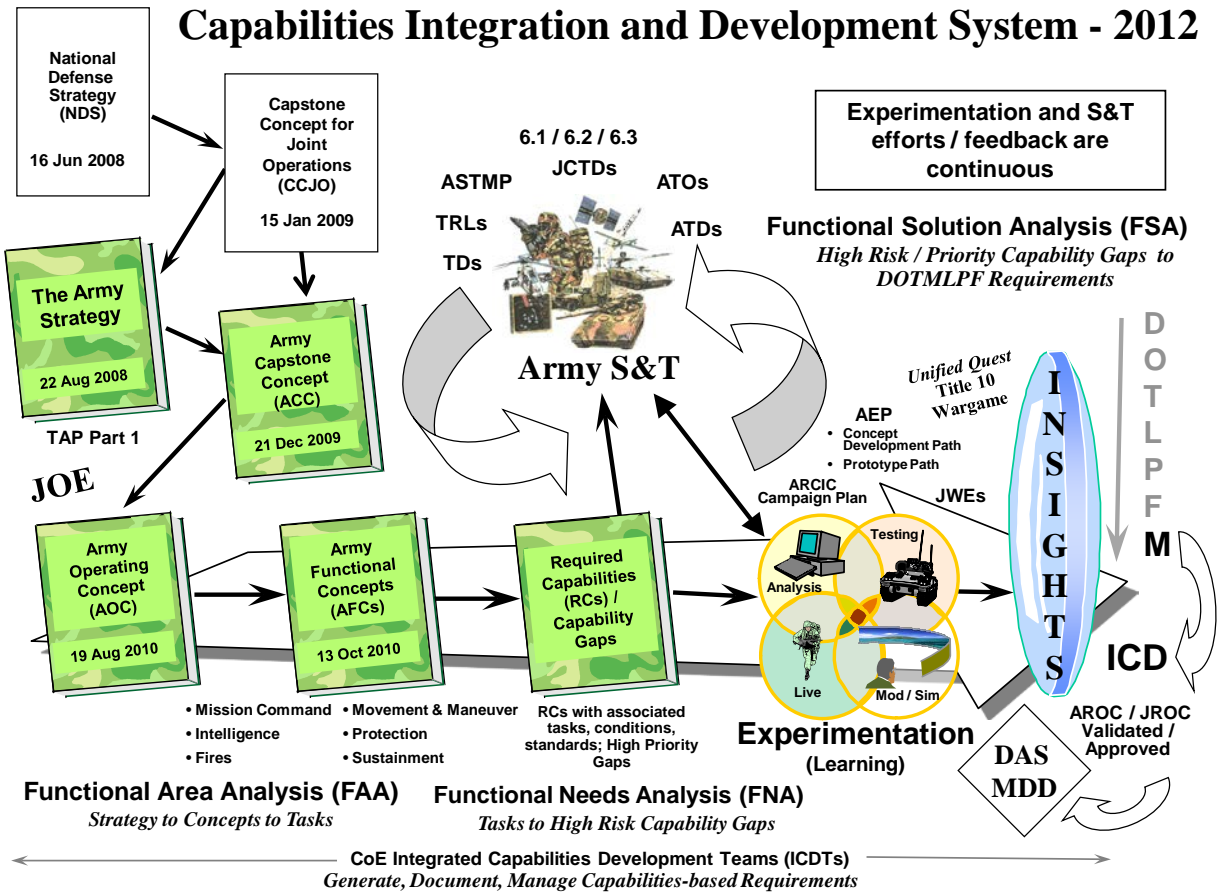 Capabilities Integration and Development System - 2012
National
Defense
Strategy
(NDS)
16 Jun 2008
Capstone
Concept for
Joint
Operations
(CCJO)
15 Jan 2009
6.1 / 6.2 / 6.3
JCTDs
ASTMP
ATOs
TRLs
ATDs
TDs
Army S&T
Experimentation and S&T
efforts / feedback are
continuous
Functional Solution Analysis (FSA)
High Risk / Priority Capability Gaps to
DOTMLPF Requirements
The Army
Strategy
22 Aug 2008
TAP Part 1
Army
Capstone
Concept
(ACC)
21 Dec 2009
JOE
Unified Quest
Title 10
Wargame
AEP
• Concept
Development Path
• Prototype Path
ARCIC
Campaign Plan
JWEs
I
N
S
I
G
H
T
S
D
O
T
L
P
F
M
ICD
Army
Operating
Concept
(AOC)
19 Aug 2010
Army
Functional
Concepts
(AFCs)
13 Oct 2010
Required
Capabilities
(RCs) /
Capability
Gaps
Testing
Analysis
Live
Mod / Sim
• Mission Command
• Intelligence
• Fires
• Movement & Maneuver
• Protection
• Sustainment
RCs with associated
tasks, conditions,
standards; High Priority
Gaps
Experimentation
(Learning)
AROC / JROC
Validated /
Approved
DAS
MDD
Functional Area Analysis (FAA)
Strategy to Concepts to Tasks
Functional Needs Analysis (FNA)
Tasks to High Risk Capability Gaps
CoE Integrated Capabilities Development Teams (ICDTs)
Generate, Document, Manage Capabilities-based Requirements